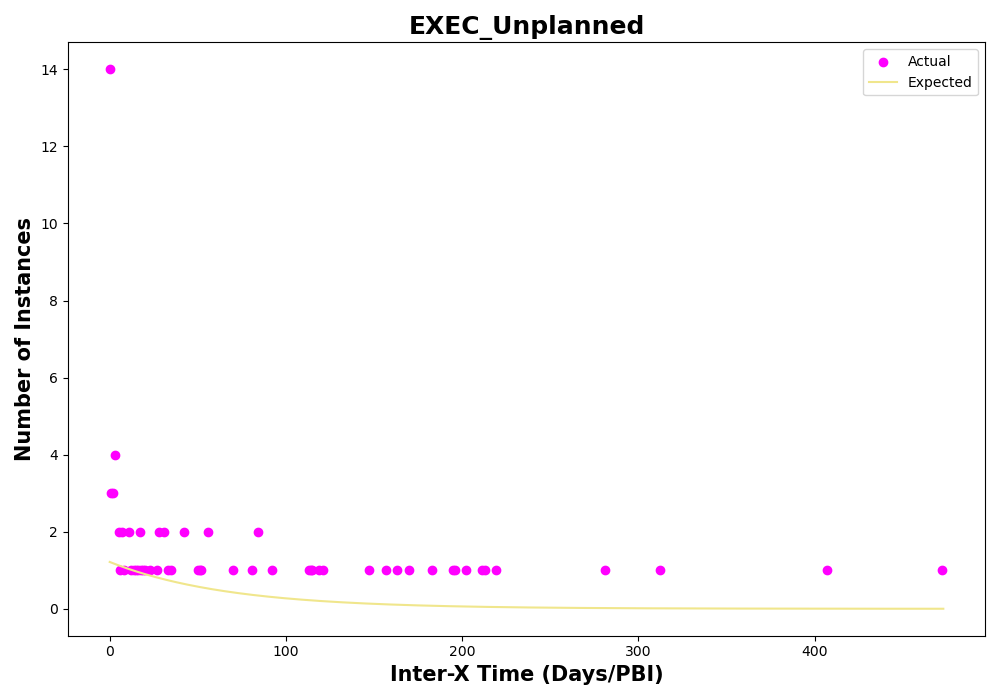 EXEC_Unplanned
Actual
Expected
Number of Instances
14
12
10
8
6
4
2
0
0
100
200
300
400
Inter-X Time (Days/PBI)